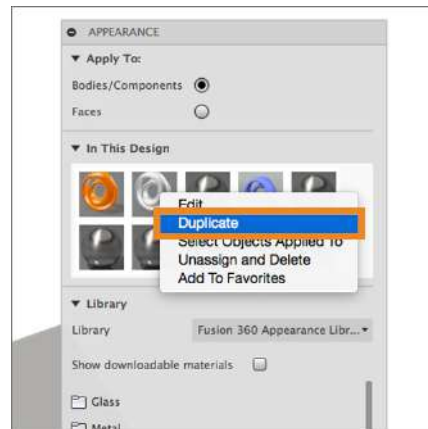 APPEARANCE
Apply To:
Bodies/Components
Faces
In This Design
Edit
Duplicate
Select Objects Applied To
Unassign and Delete
Add To Favorites
Library
Library Fusion 360 Appearance Libr...
Show downloadable materials
Glass
Metal